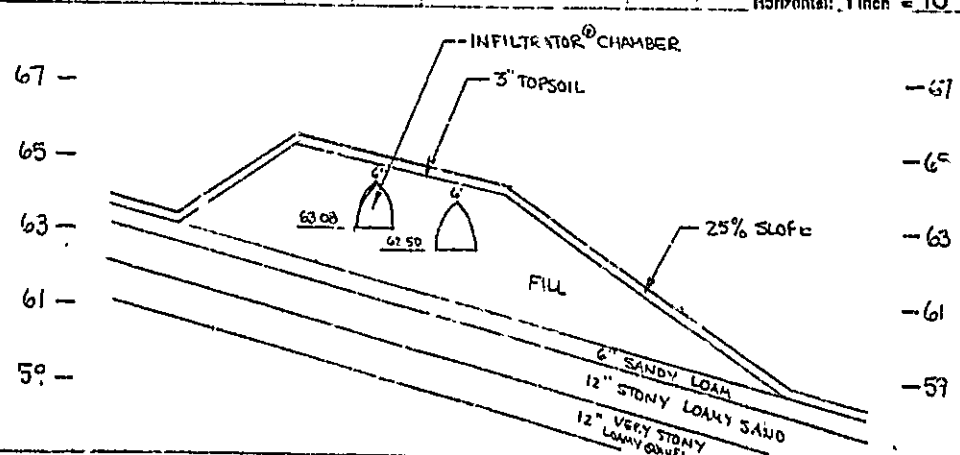 Horizontal: 1 inch = 10
INFILTRATOR® CHAMBER
3" TOPSOIL
67
67
65
65
6"
6"
63.08
62.50
63
63
25% SLOPE
FILL
61
61
6" SANDY LOAM
59
59
12" STONY LOAMY SAND
12" VERY STONY
LOAMY